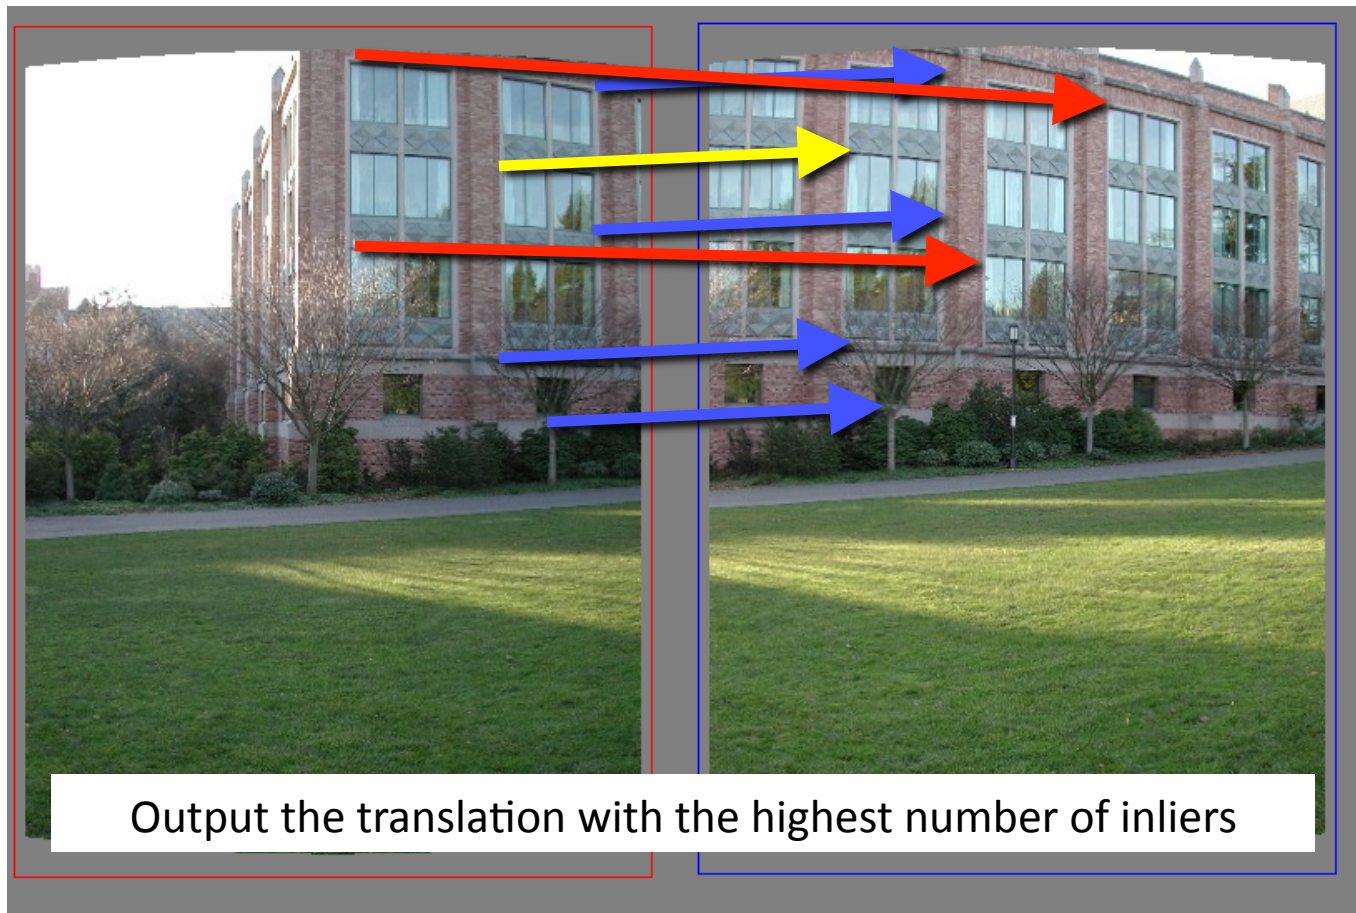 Output the translation with the highest number of inliers